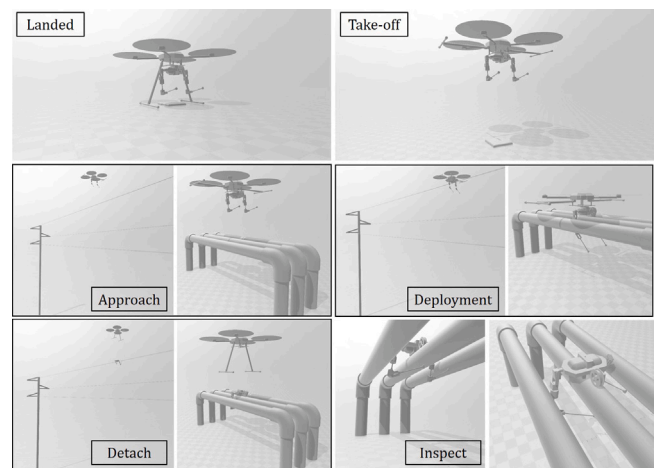 Landed
Take-off
Approach
Deployment
Detach
Inspect